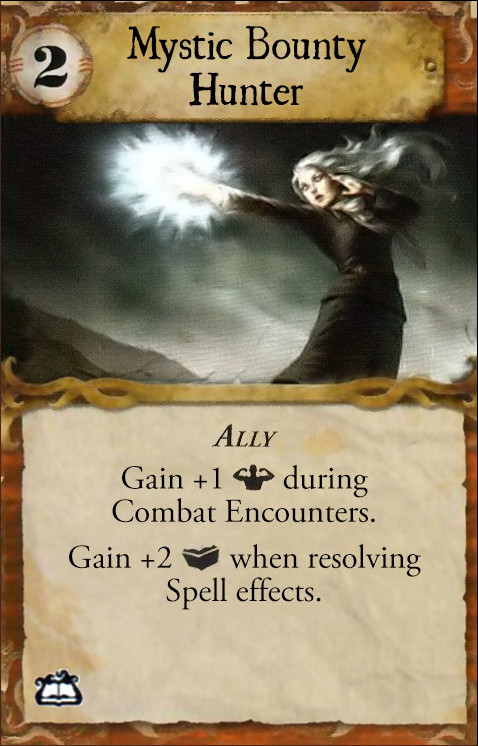 2
Mystic Bounty
Hunter
ALLY
Gain +1 during
Combat Encounters.
Gain +2 when resolving
Spell effects.